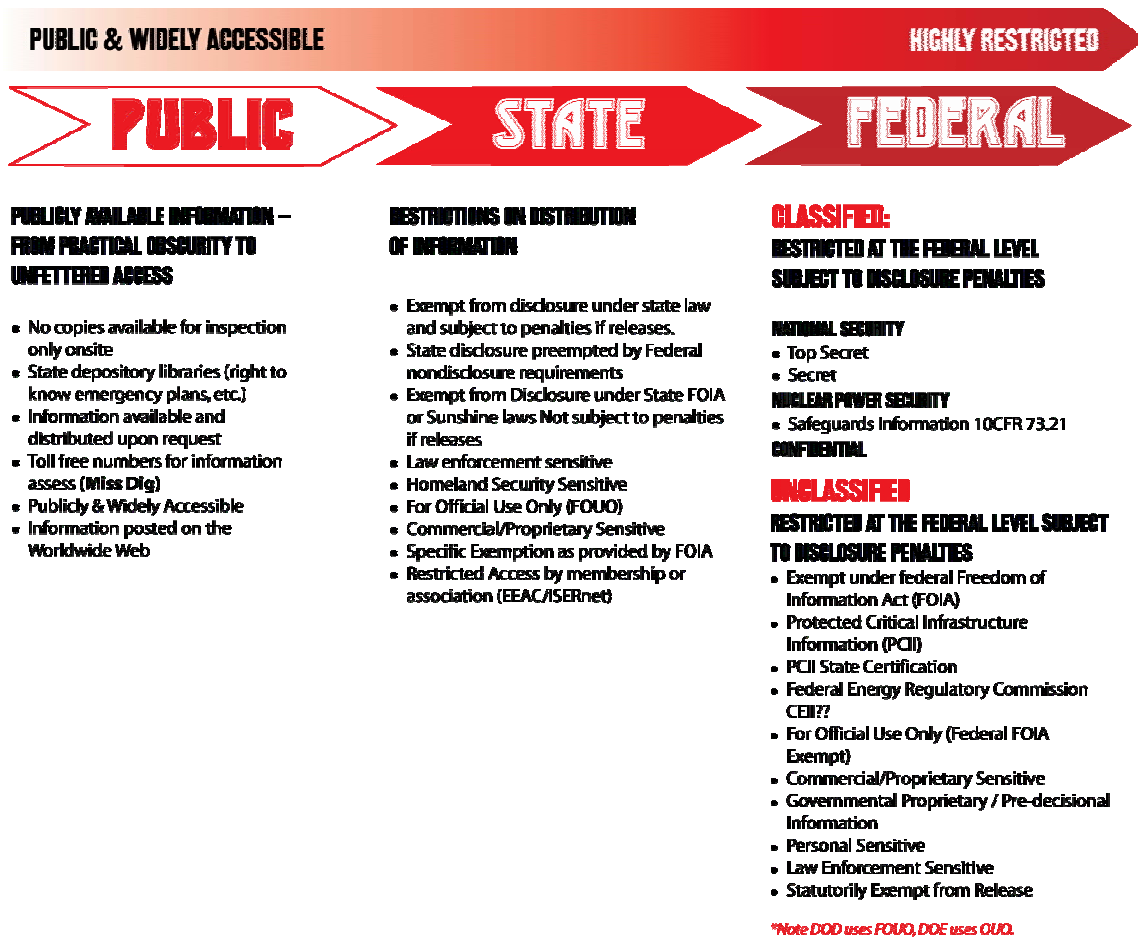 PUBLIC & WIDELY ACCESSIBLE
HIGHLY RESTRICTED
PUBLIC
STATE
FEDERAL
PUBLICLY AVAILABLE INFORMATION –
FROM PRACTICAL OBSCURITY TO
UNFETTERED ACCESS
• No copies available for inspection
only onsite
• State depository libraries (right to
know emergency plans, etc.)
• Information available and
distributed upon request
• Toll free numbers for information
assess (Miss Dig)
• Publicly & Widely Accessible
• Information posted on the
Worldwide Web
RESTRICTIONS ON DISTRIBUTION
OF INFORMATION
• Exempt from disclosure under state law
and subject to penalties if releases.
• State disclosure preempted by Federal
nondisclosure requirements
• Exempt from Disclosure under State FOIA
or Sunshine laws Not subject to penalties
if releases
• Law enforcement sensitive
• Homeland Security Sensitive
• For Official Use Only (FOUO)
• Commercial/Proprietary Sensitive
• Specific Exemption as provided by FOIA
• Restricted Access by membership or
association (EEAC/ISERnet)
CLASSIFIED:
RESTRICTED AT THE FEDERAL LEVEL
SUBJECT TO DISCLOSURE PENALTIES
NATIONAL SECURITY
• Top Secret
• Secret
NUCLEAR POWER SECURITY
• Safeguards Information 10CFR 73.21
CONFIDENTIAL
UNCLASSIFIED
RESTRICTED AT THE FEDERAL LEVEL SUBJECT
TO DISCLOSURE PENALTIES
• Exempt under federal Freedom of
Information Act (FOIA)
• Protected Critical Infrastructure
Information (PCII)
• PCII State Certification
• Federal Energy Regulatory Commission
CEII??
• For Official Use Only (Federal FOIA
Exempt)
• Commercial/Proprietary Sensitive
• Governmental Proprietary / Pre-decisional
Information
• Personal Sensitive
• Law Enforcement Sensitive
• Statutorily Exempt from Release
*Note DOD uses FOUO, DOE uses OUO.